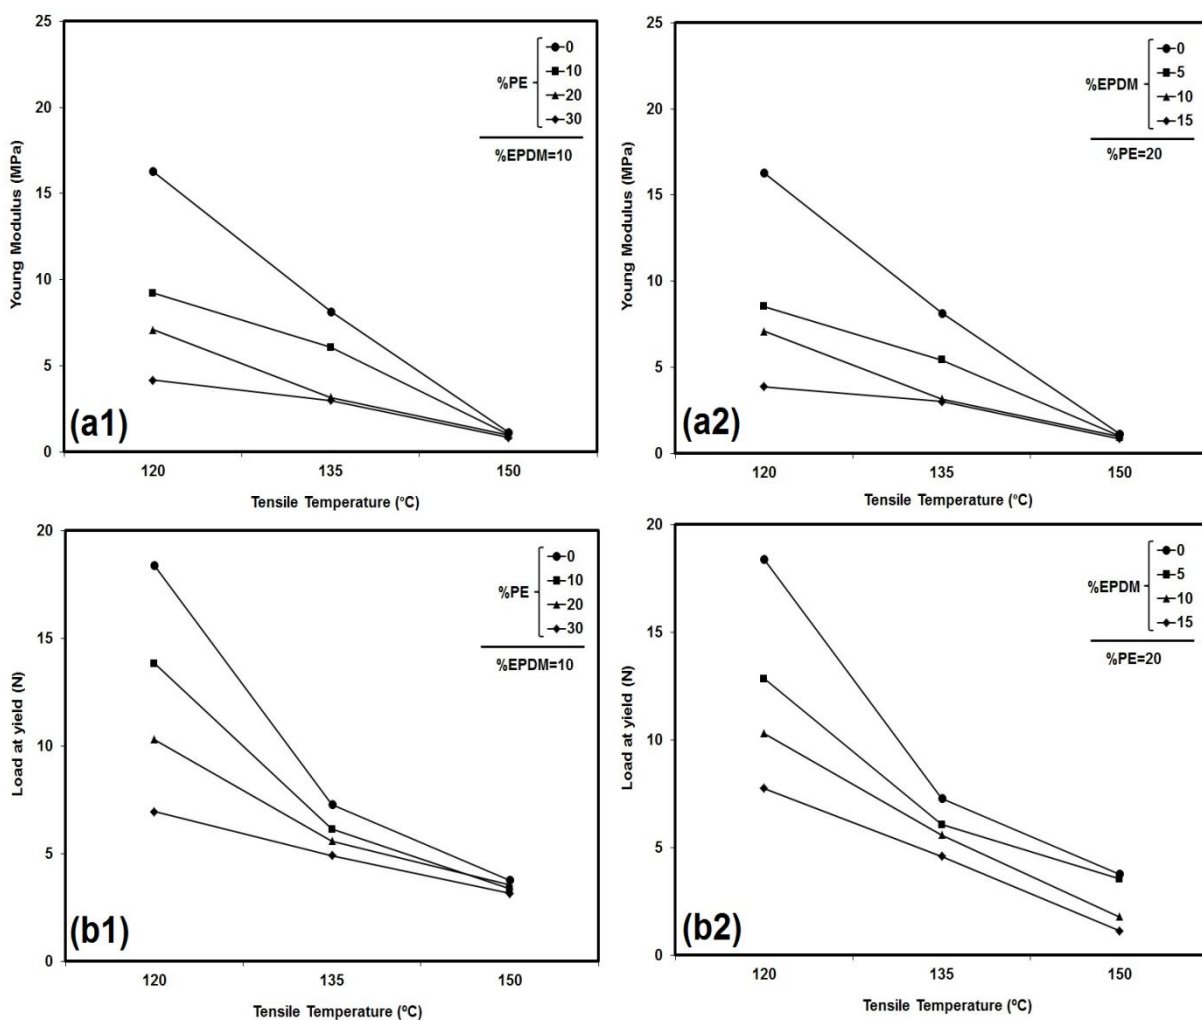 25
20
15
10
5
0
Young Modulus (MPa)
%PE
0
10
20
30
%EPDM=10
(a1)
120 135 150
Tensile Temperature (°C)
25
20
15
10
5
0
Young Modulus (MPa)
%EPDM
0
5
10
15
%PE=20
(a2)
120 135 150
Tensile Temperature (°C)
20
15
10
5
0
Load at yield (N)
%PE
0
10
20
30
%EPDM=10
(b1)
120 135 150
Tensile Temperature (ºC)
20
15
10
5
0
Load at yield (N)
%EPDM
0
5
10
15
%PE=20
(b2)
120 135 150
Tensile Temperature (ºC)